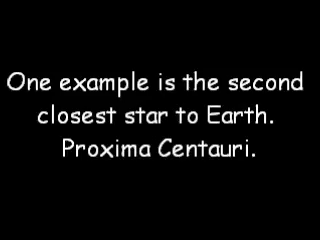 One example is the second
closest star to Earth.
Proxima Centauri.